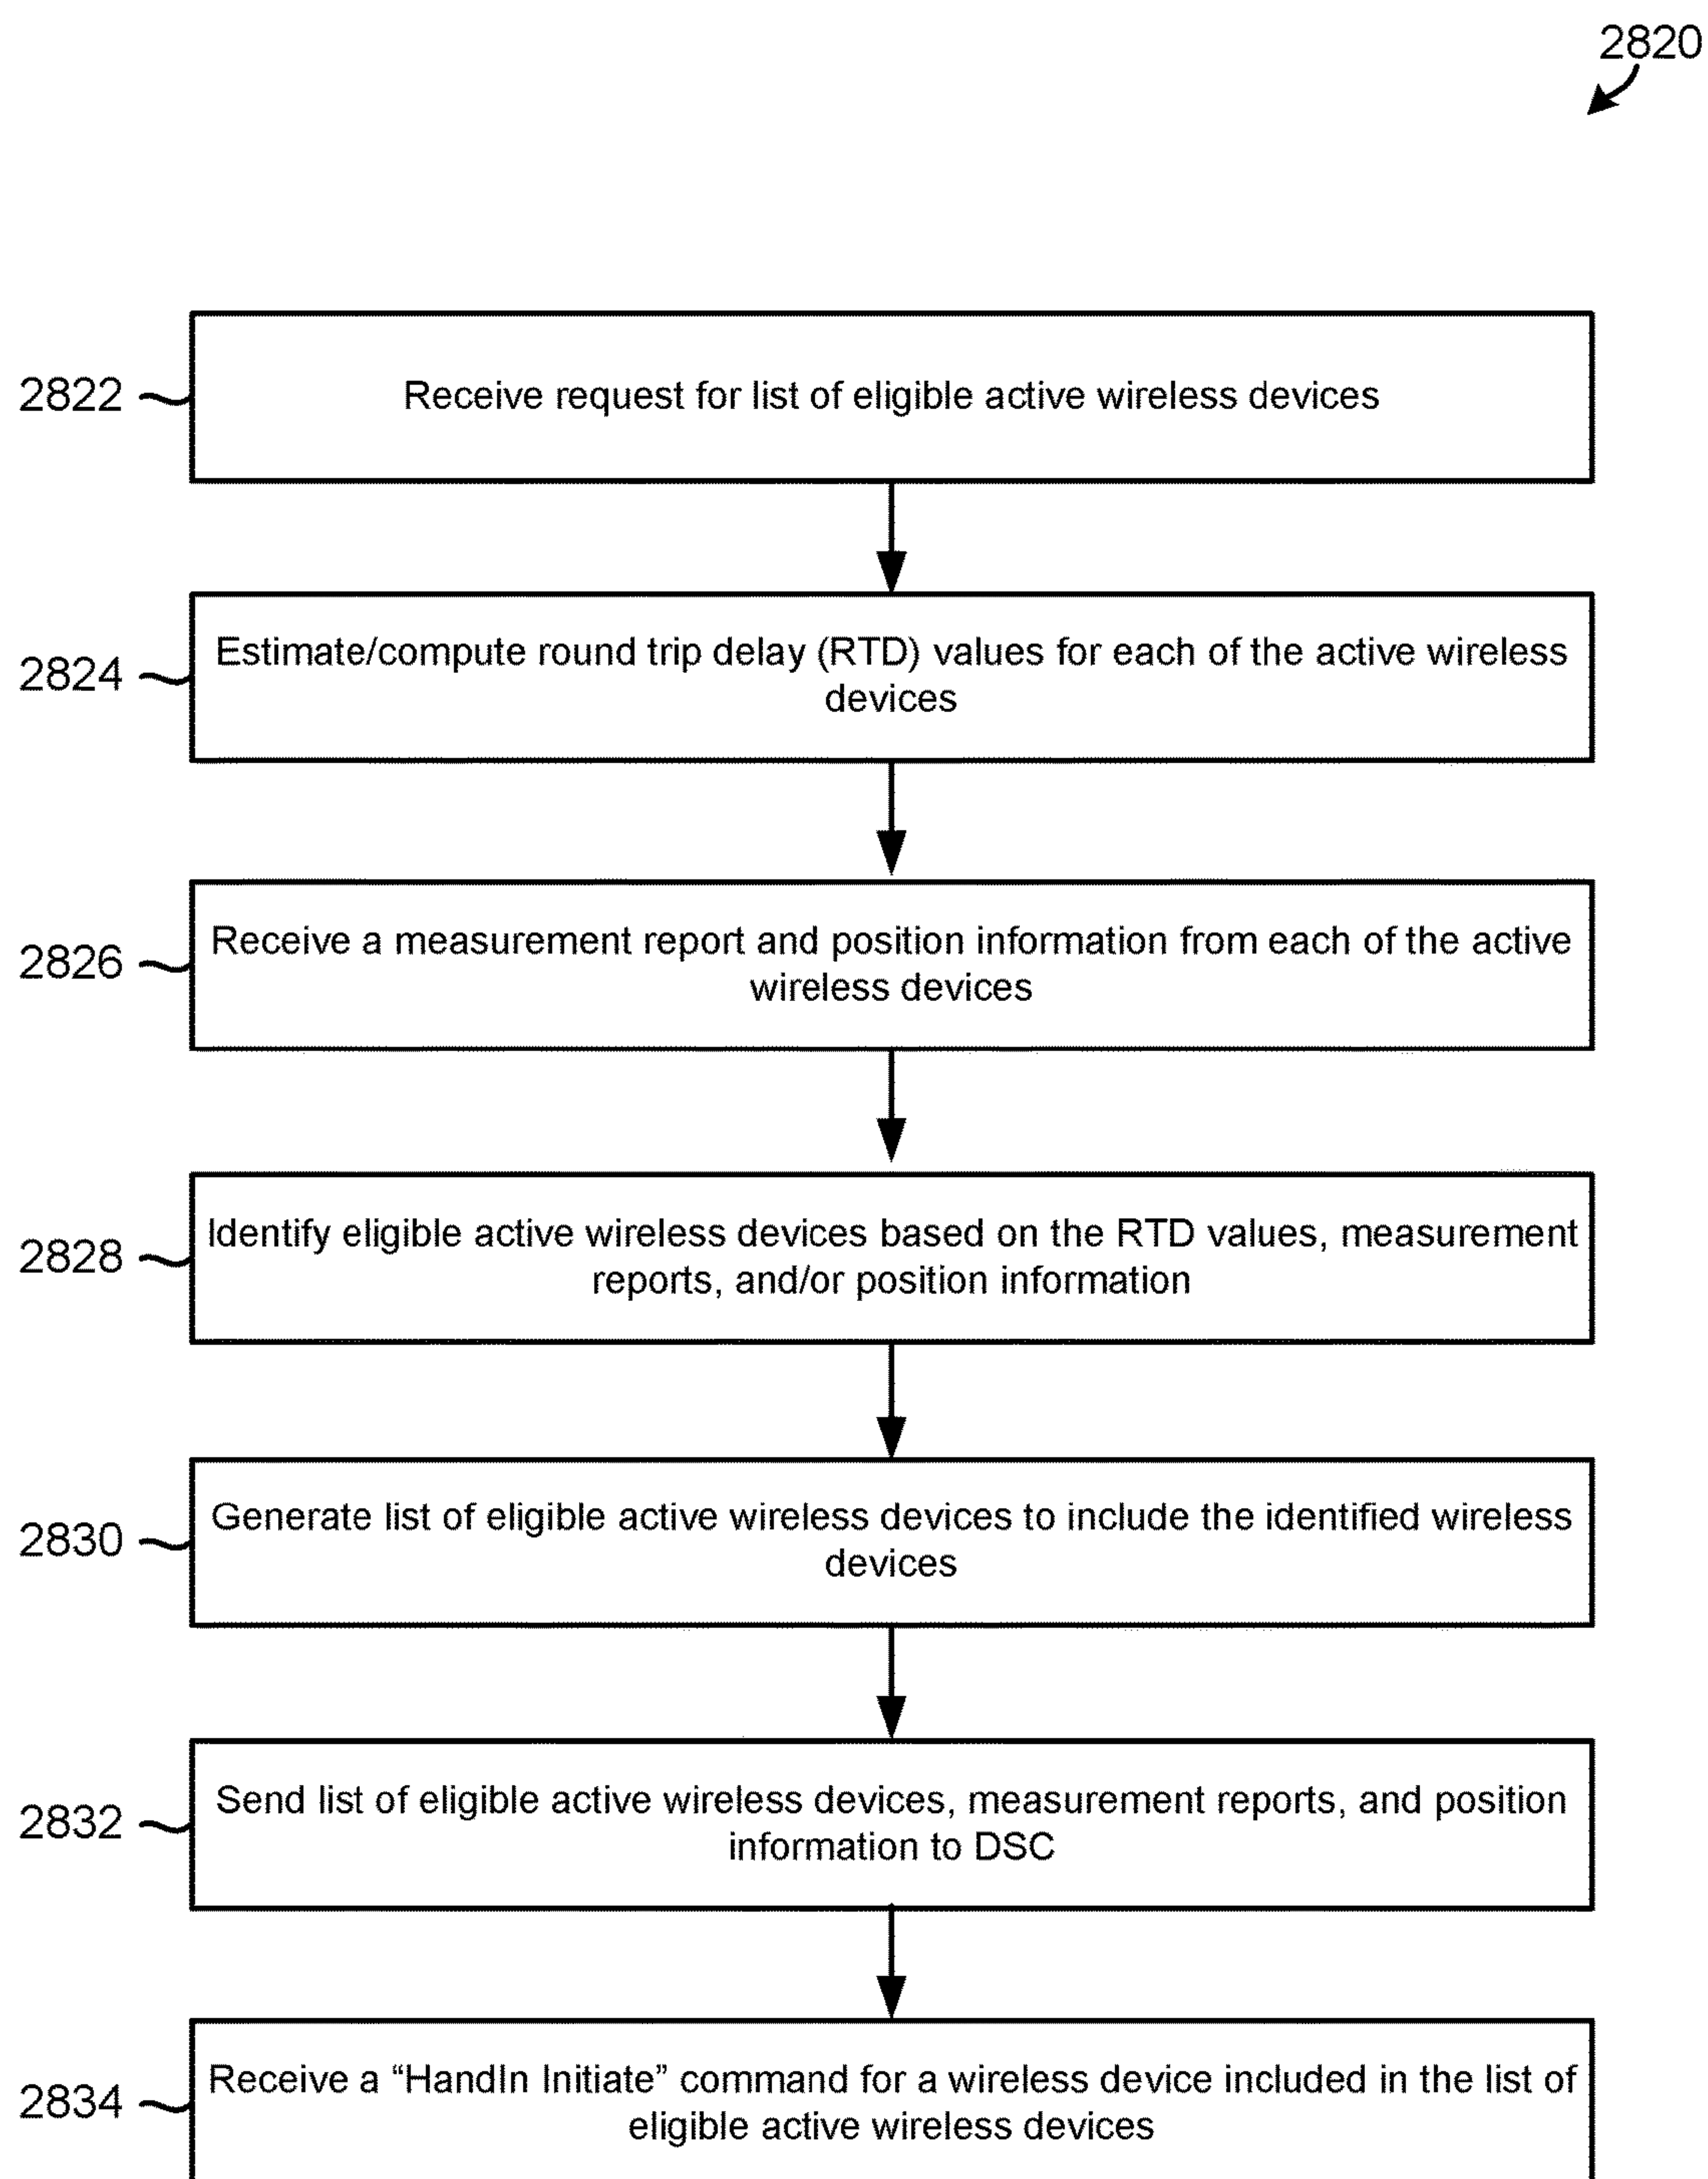 2820
2822
Receive request for list of eligible active wireless devices
2824
Estimate/compute round trip delay (RTD) values for each of the active wireless
devices
2826
Receive a measurement report and position information from each of the active
wireless devices
2828
Identify eligible active wireless devices based on the RTD values, measurement
reports, and/or position information
2830
Generate list of eligible active wireless devices to include the identified wireless
devices
2832
Send list of eligible active wireless devices, measurement reports, and position
information to DSC
2834
Receive a “HandIn Initiate” command for a wireless device included in the list of
eligible active wireless devices